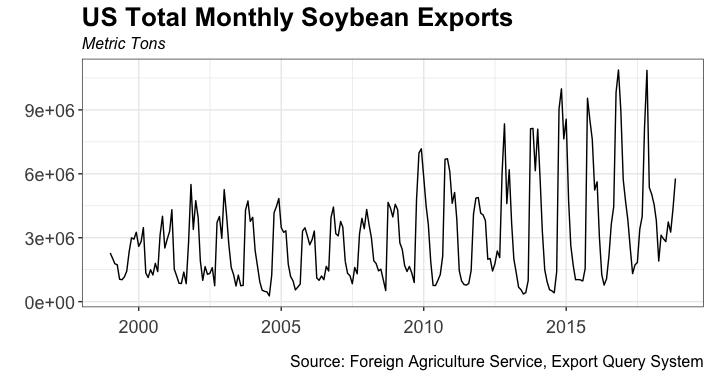 US Total Monthly Soybean Exports
Metric Tons
9e+06
6e+06
3e+06
0e+00
2000 2005 2010 2015
Source: Foreign Agriculture Service, Export Query System